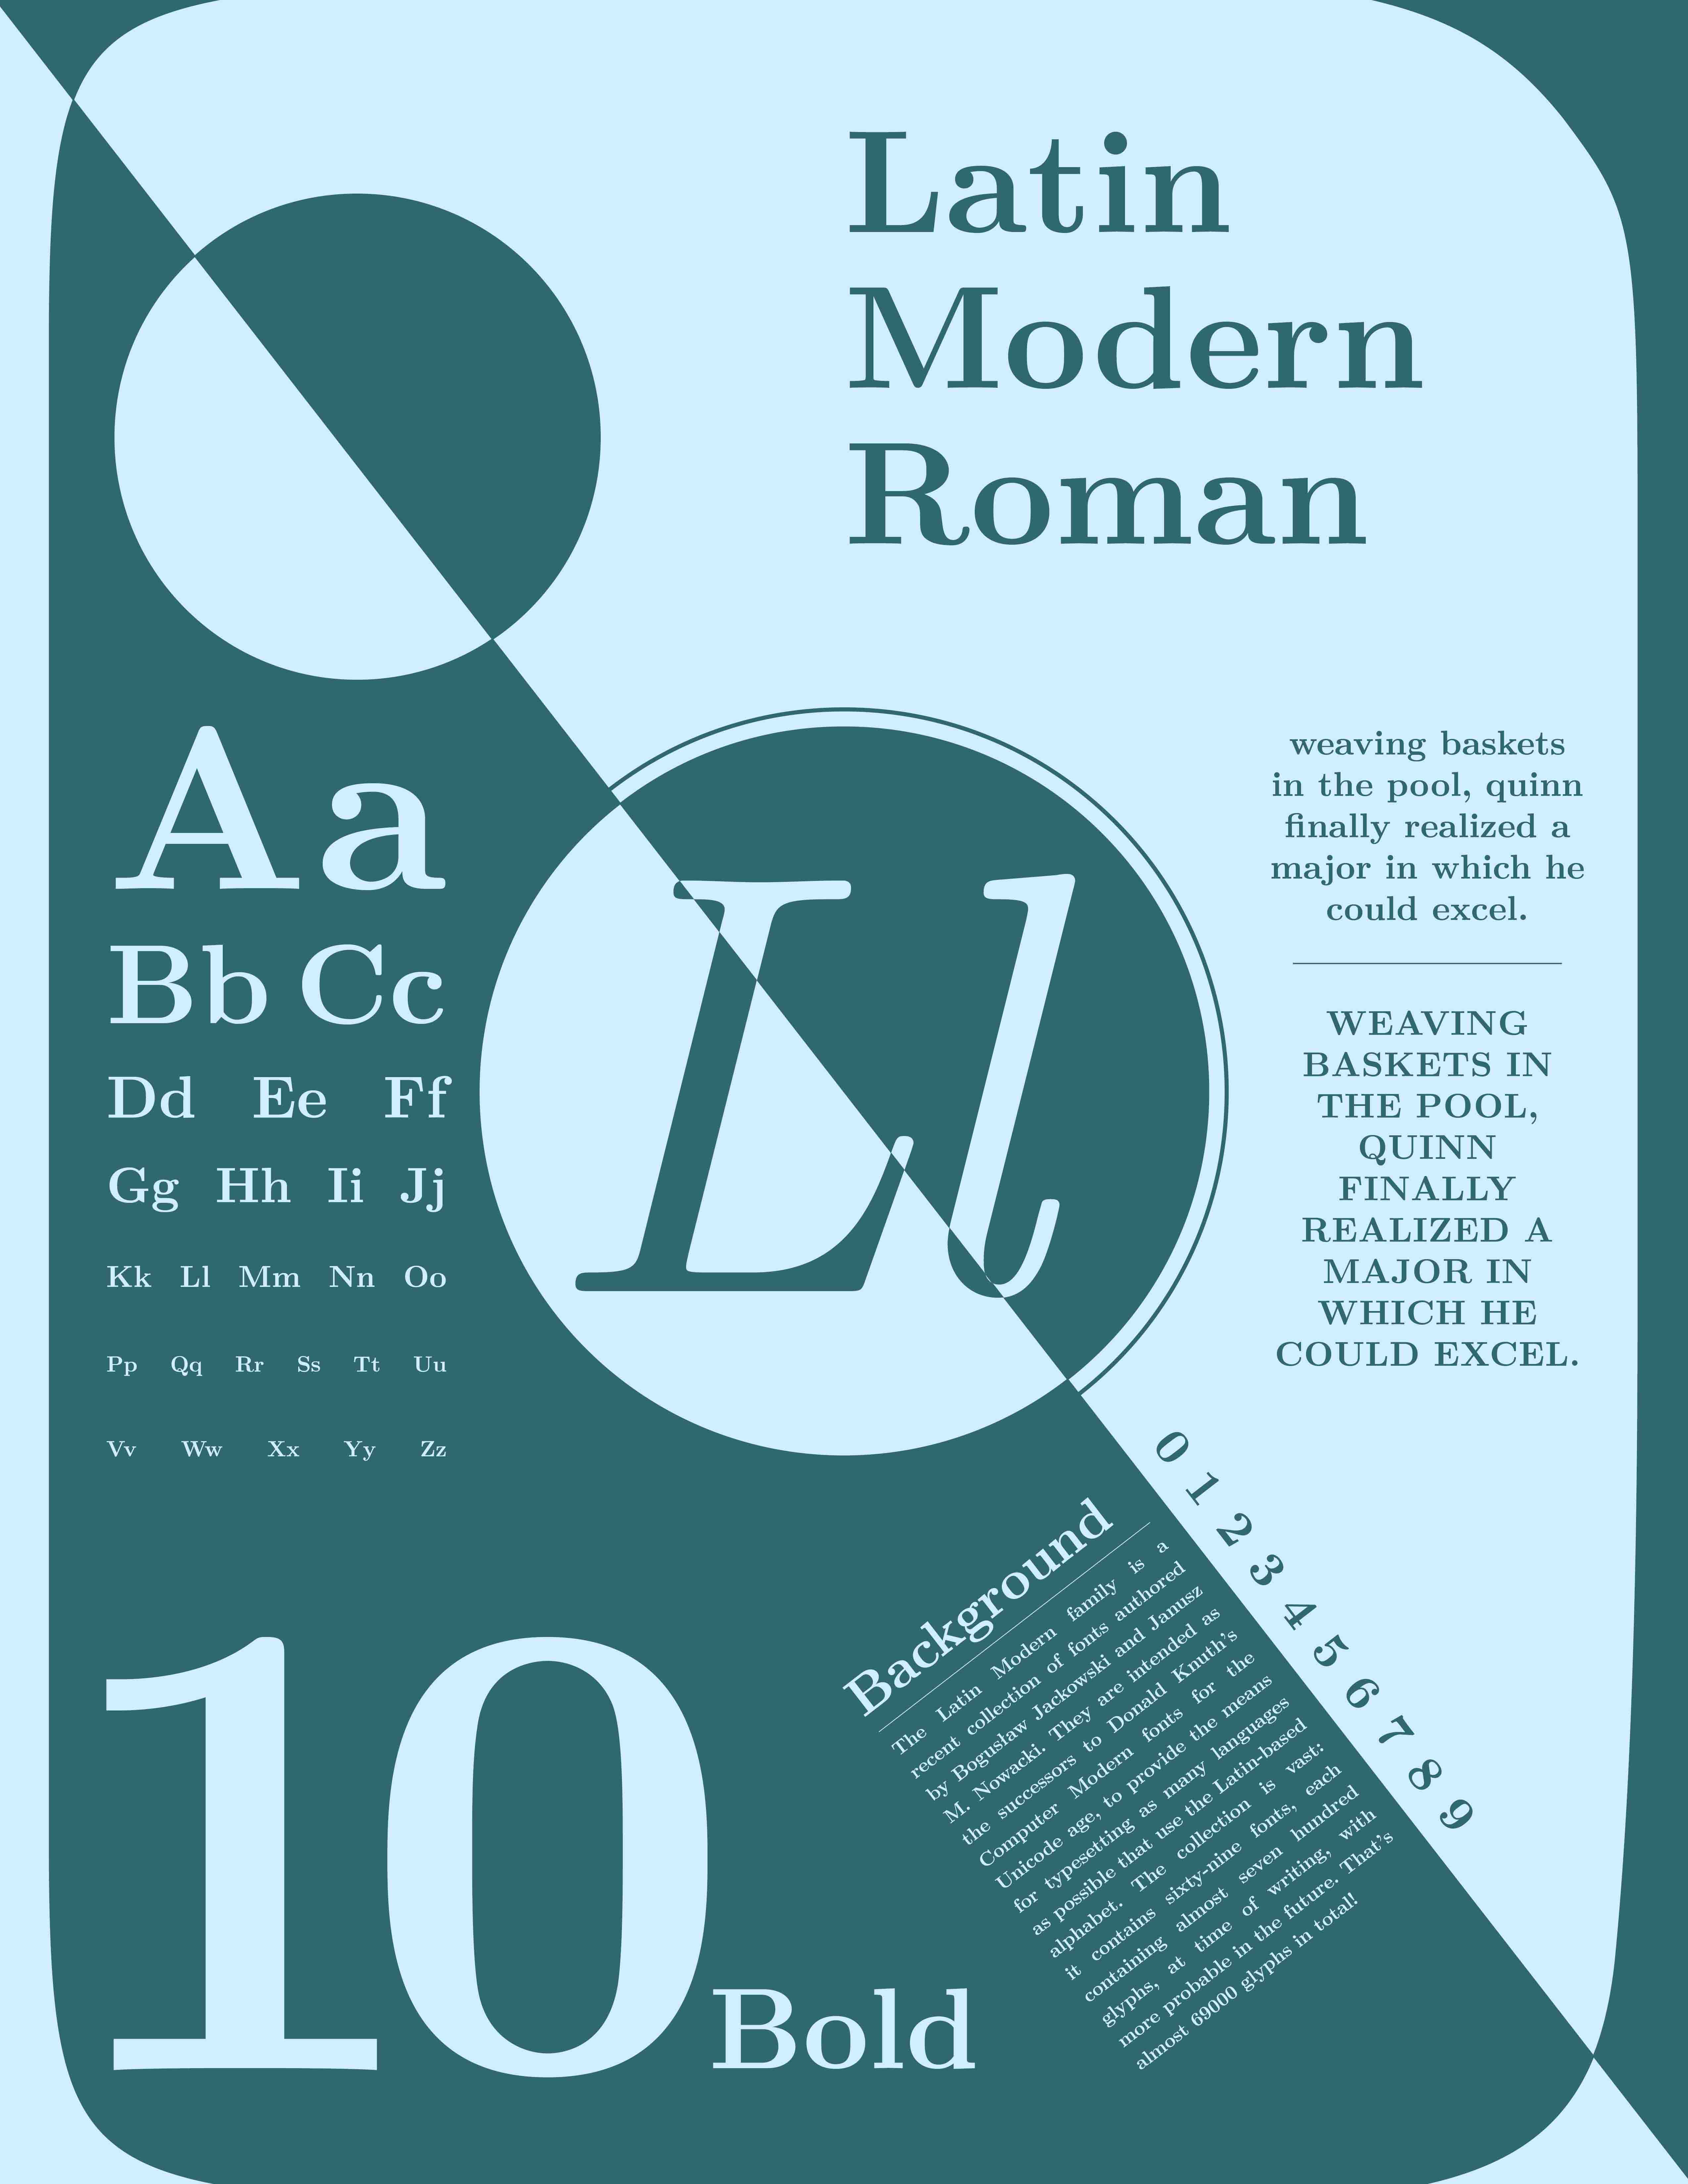 Latin
Modern
Roman
Aa
Bb Cc
Dd Ee Ff
Gg Hh Ii Jj
Kk Ll Mm Nn Oo
Pp Qq Rr Ss Tt Uu
Vv Ww Xx Yy Zz
Ll
weaving baskets
in the pool, quinn
finally realized a
major in which he
could excel.
WEAVING
BASKETS IN
THE POOL,
QUINN
FINALLY
REALIZED A
MAJOR IN
WHICH HE
COULD EXCEL.
0 1 2 3 4 5 6 7 8 9
Background
The Latin Modern family is a
recent collection of fonts authored
by Bogusław Jackowski and Janusz
M. Nowacki. They are intended as
the successors to Donald Knuth's
Computer Modern fonts for the
Unicode age, to provide the means
for typesetting as many languages
as possible that use the Latin-based
alphabet. The collection is vast:
it contains sixty-nine fonts, each
containing almost seven hundred
glyphs, at time of writing, with
more probable in the future. That's
almost 69000 glyphs in total!
10 Bold